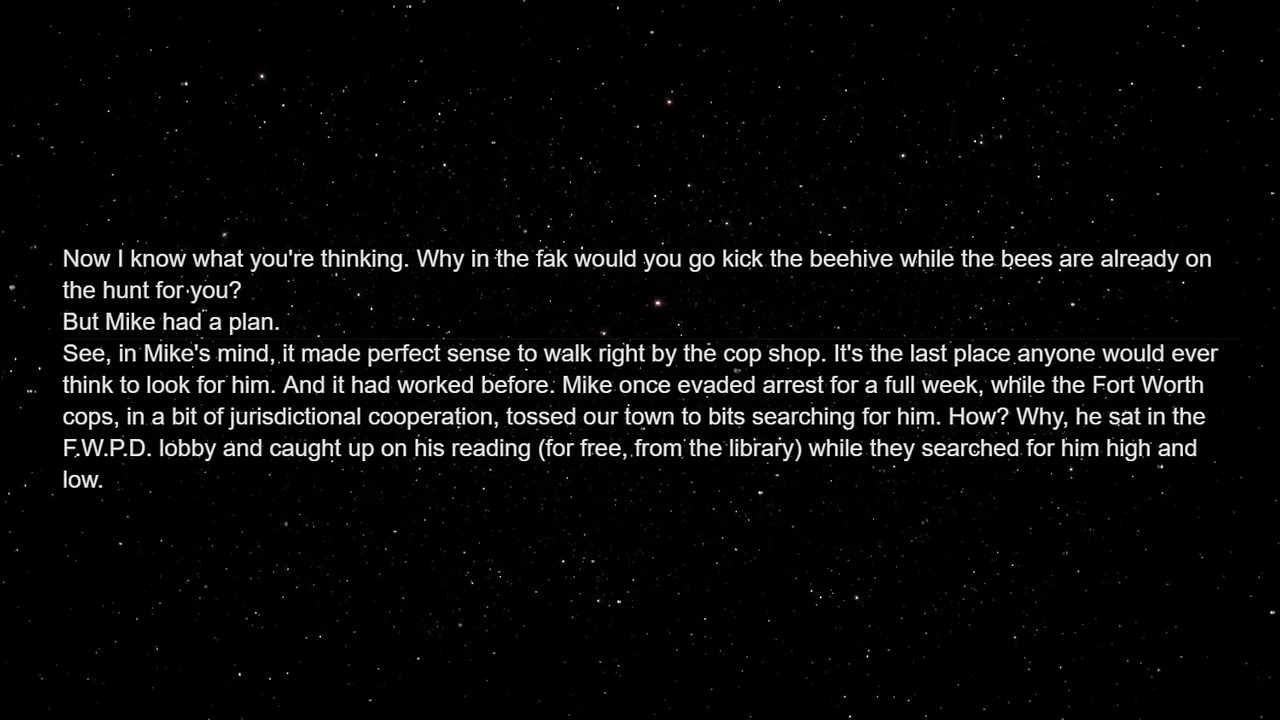 Now I know what you're thinking. Why in the fak would you go kick the beehive while the bees are already on
the hunt for you?
But Mike had a plan.
See, in Mike's mind, it made perfect sense to walk right by the cop shop. It's the last place anyone would ever
think to look for him. And it had worked before. Mike once evaded arrest for a full week, while the Fort Worth
cops, in a bit of jurisdictional cooperation, tossed our town to bits searching for him. How? Why, he sat in the
F.W.P.D. lobby and caught up on his reading (for free, from the library) while they searched for him high and
low.